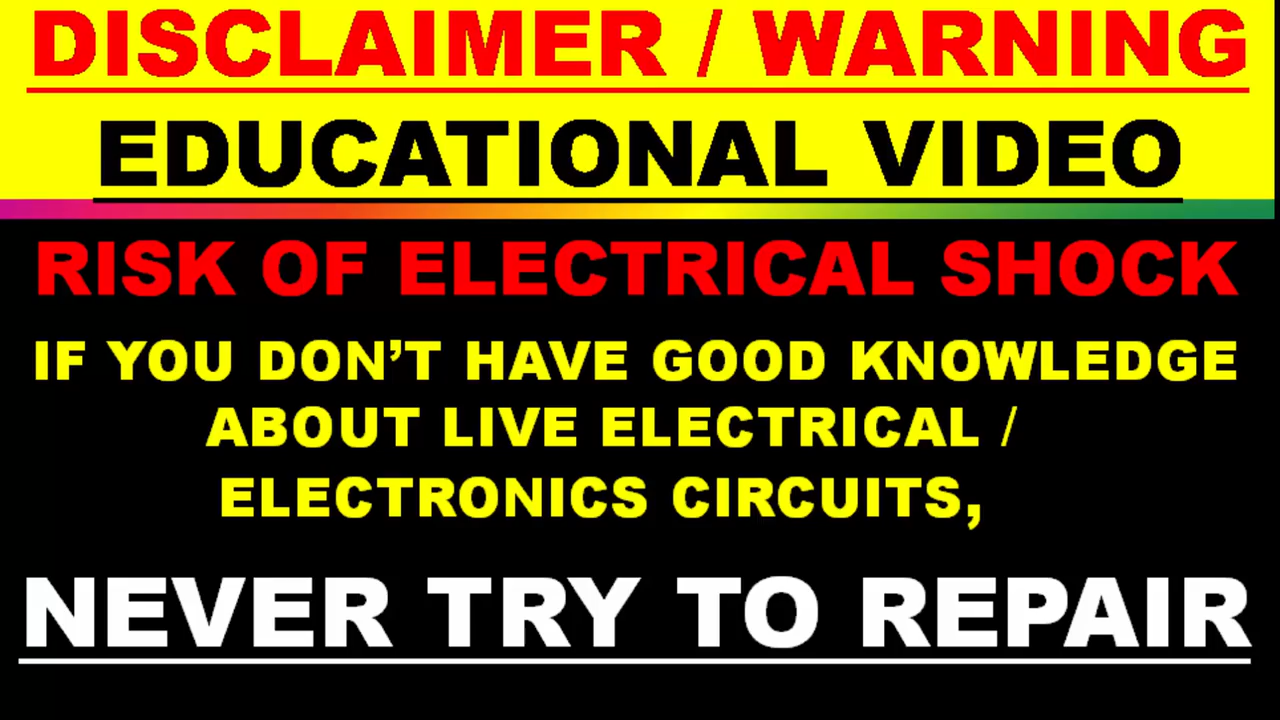 DISCLAIMER / WARNING
EDUCATIONAL VIDEO
RISK OF ELECTRICAL SHOCK
IF YOU DON’T HAVE GOOD KNOWLEDGE
ABOUT LIVE ELECTRICAL /
ELECTRONICS CIRCUITS,
NEVER TRY TO REPAIR